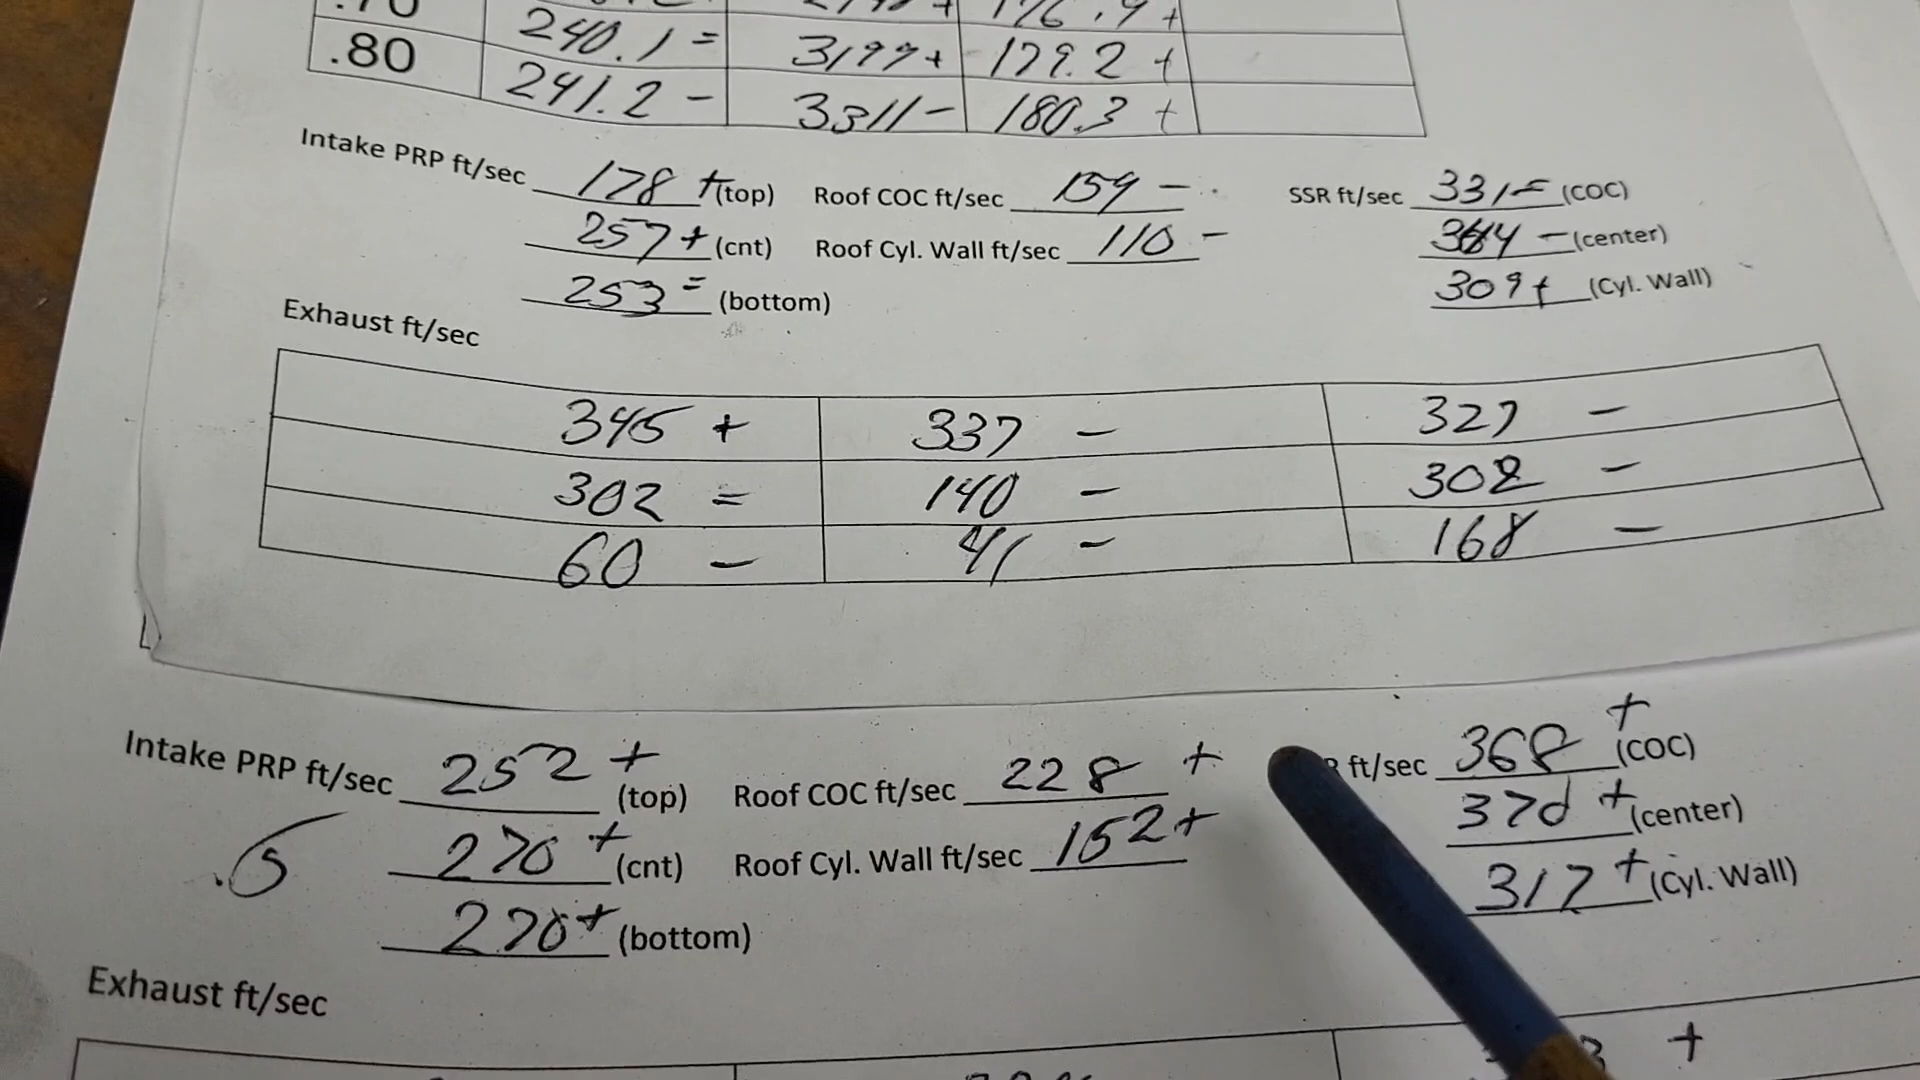 240.1 = 3199+ 179.2 +
.80 241.2 - 3311- 180.3 +
Intake PRP ft/sec 178 + (top) Roof COC ft/sec 159 - SSR ft/sec 331= (COC)
257+ (cnt) Roof Cyl. Wall ft/sec 110 - - (center)
253 = (bottom) 309+ (Cyl. Wall)
Exhaust ft/sec
345 + 337 - 327 -
302 = 140 - 308 -
60 - 41 - 168 -
Intake PRP ft/sec 252 + (top) Roof COC ft/sec 228 + ft/sec 368 + (COC)
.5 270 + (cnt) Roof Cyl. Wall ft/sec 152+ 370 + (center)
270+ (bottom) 317 + (Cyl. Wall)
Exhaust ft/sec
+